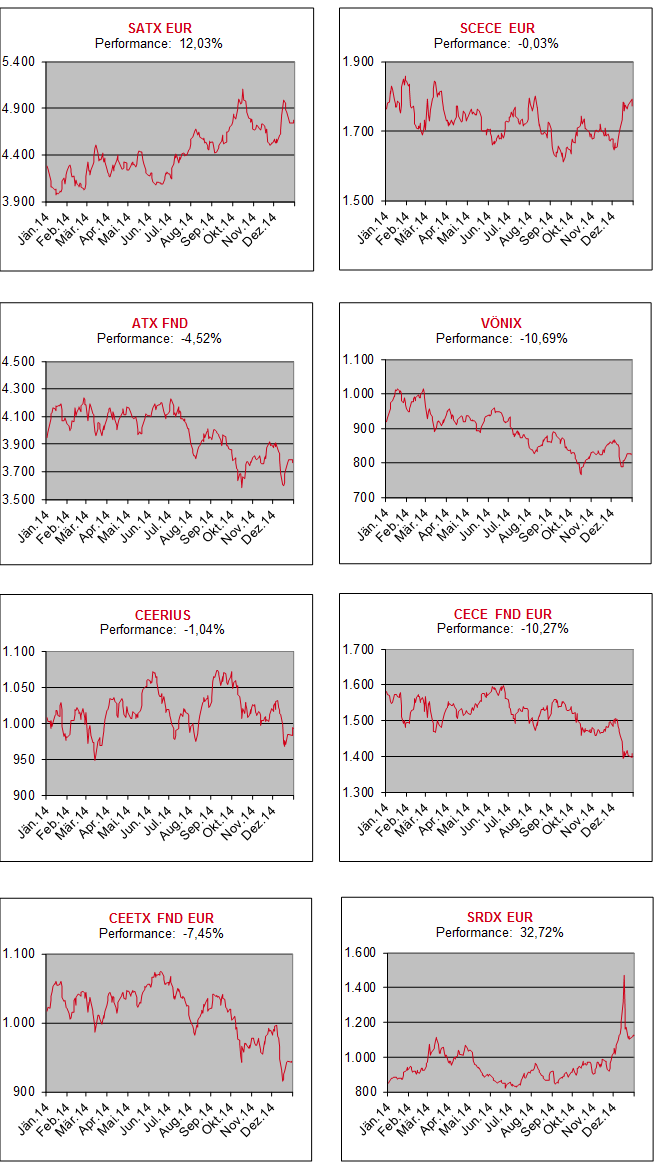 SATX EUR
Performance: 12,03%
5.400
4.900
4.400
3.900
Jän.14
Feb.14
Mär.14
Apr.14
Mai.14
Jun.14
Jul.14
Aug.14
Sep.14
Okt.14
Nov.14
Dez.14
SCECE EUR
Performance: -0,03%
1.900
1.700
1.500
Jän.14
Feb.14
Mär.14
Apr.14
Mai.14
Jun.14
Jul.14
Aug.14
Sep.14
Okt.14
Nov.14
Dez.14
ATX FND
Performance: -4,52%
4.500
4.300
4.100
3.900
3.700
3.500
Jän.14
Feb.14
Mär.14
Apr.14
Mai.14
Jun.14
Jul.14
Aug.14
Sep.14
Okt.14
Nov.14
Dez.14
VÖNIX
Performance: -10,69%
1.100
1.000
900
800
700
Jän.14
Feb.14
Mär.14
Apr.14
Mai.14
Jun.14
Jul.14
Aug.14
Sep.14
Okt.14
Nov.14
Dez.14
CEERIUS
Performance: -1,04%
1.100
1.050
1.000
950
900
Jän.14
Feb.14
Mär.14
Apr.14
Mai.14
Jun.14
Jul.14
Aug.14
Sep.14
Okt.14
Nov.14
Dez.14
CECE FND EUR
Performance: -10,27%
1.700
1.600
1.500
1.400
1.300
Jän.14
Feb.14
Mär.14
Apr.14
Mai.14
Jun.14
Jul.14
Aug.14
Sep.14
Okt.14
Nov.14
Dez.14
CEETX FND EUR
Performance: -7,45%
1.100
1.000
900
Jän.14
Feb.14
Mär.14
Apr.14
Mai.14
Jun.14
Jul.14
Aug.14
Sep.14
Okt.14
Nov.14
Dez.14
SRDX EUR
Performance: 32,72%
1.600
1.400
1.200
1.000
800
Jän.14
Feb.14
Mär.14
Apr.14
Mai.14
Jun.14
Jul.14
Aug.14
Sep.14
Okt.14
Nov.14
Dez.14